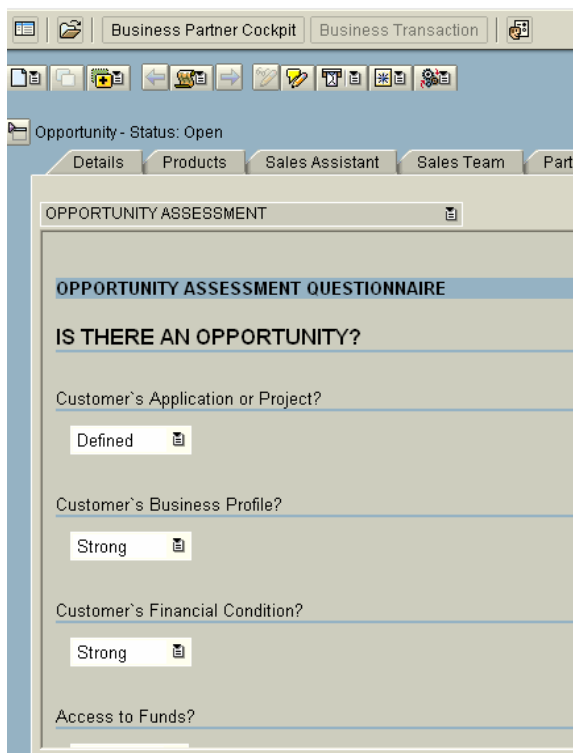 Business Partner Cockpit Business Transaction
Opportunity - Status: Open
Details Products Sales Assistant Sales Team Part
OPPORTUNITY ASSESSMENT
OPPORTUNITY ASSESSMENT QUESTIONNAIRE
IS THERE AN OPPORTUNITY?
Customer`s Application or Project?
Defined
Customer`s Business Profile?
Strong
Customer`s Financial Condition?
Strong
Access to Funds?